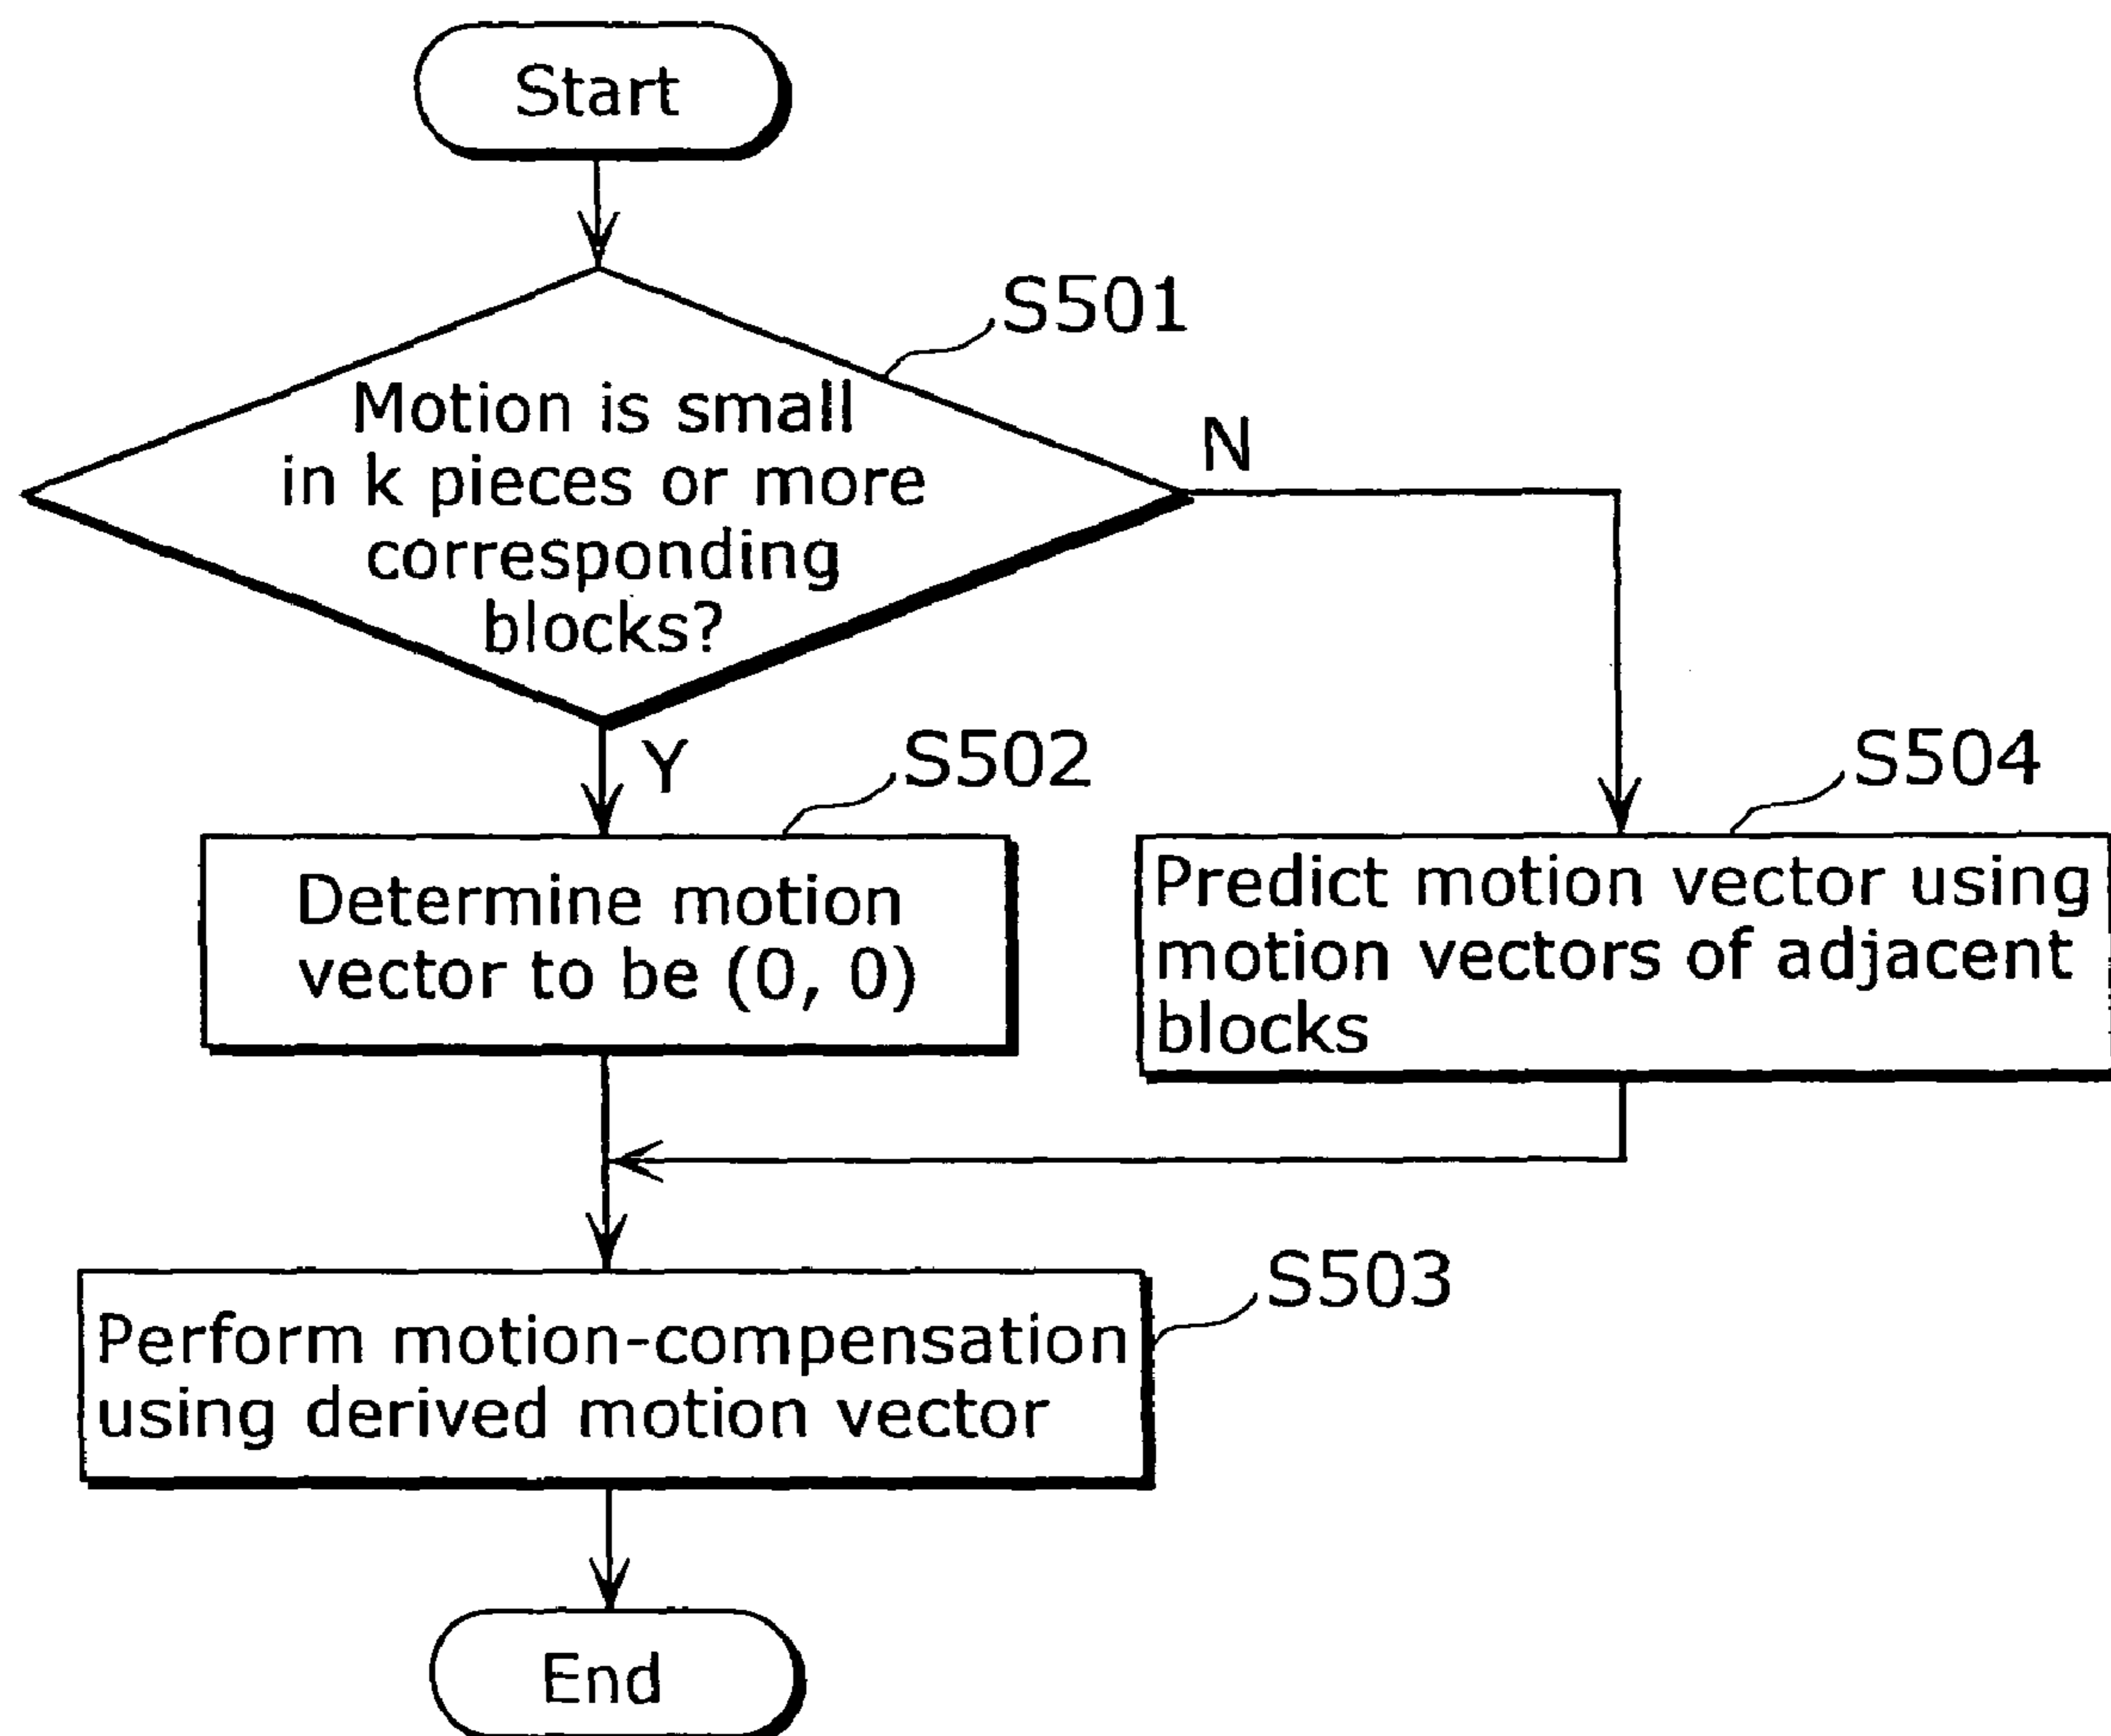 Start
S501
Motion is small
in k pieces or more
corresponding
blocks?
N
Y
S502
S504
Determine motion
vector to be (0, 0)
Predict motion vector using
motion vectors of adjacent
blocks
S503
Perform motion-compensation
using derived motion vector
End